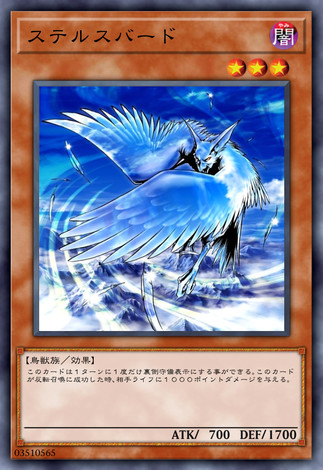 ステルスバード
闇
やみ
【鳥獣族／効果】
このカードは１ターンに１度だけ裏側守備表示にする事ができる。このカード
が反転召喚に成功した時、相手ライフに１０００ポイントダメージを与える。
ATK/ 700 DEF/1700
03510565